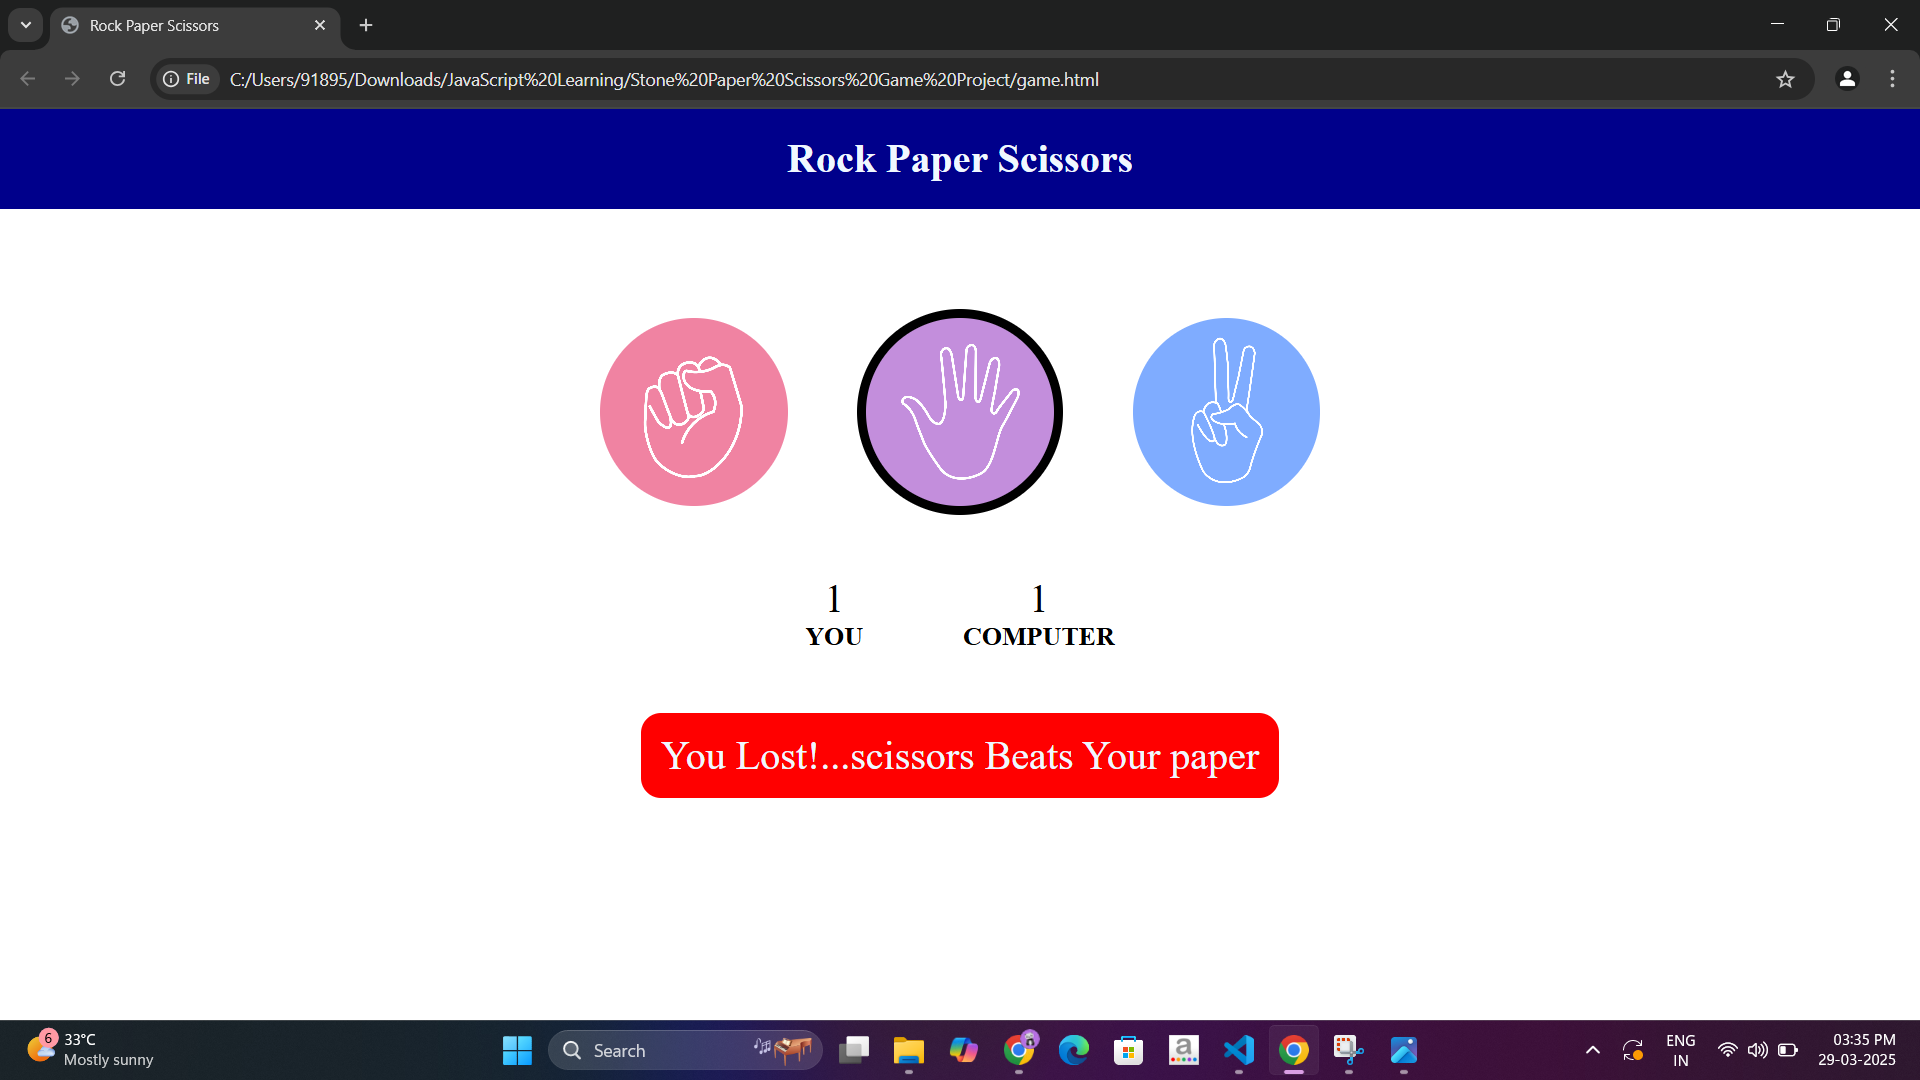 Rock Paper Scissors
File
C:/Users/91895/Downloads/JavaScript%20Learning/Stone%20Paper%20Scissors%20Game%20Project/game.html
Rock Paper Scissors
1
YOU
1
COMPUTER
You Lost!...scissors Beats Your paper
6
33°C
Mostly sunny
Search
a
ENG
IN
03:35 PM
29-03-2025